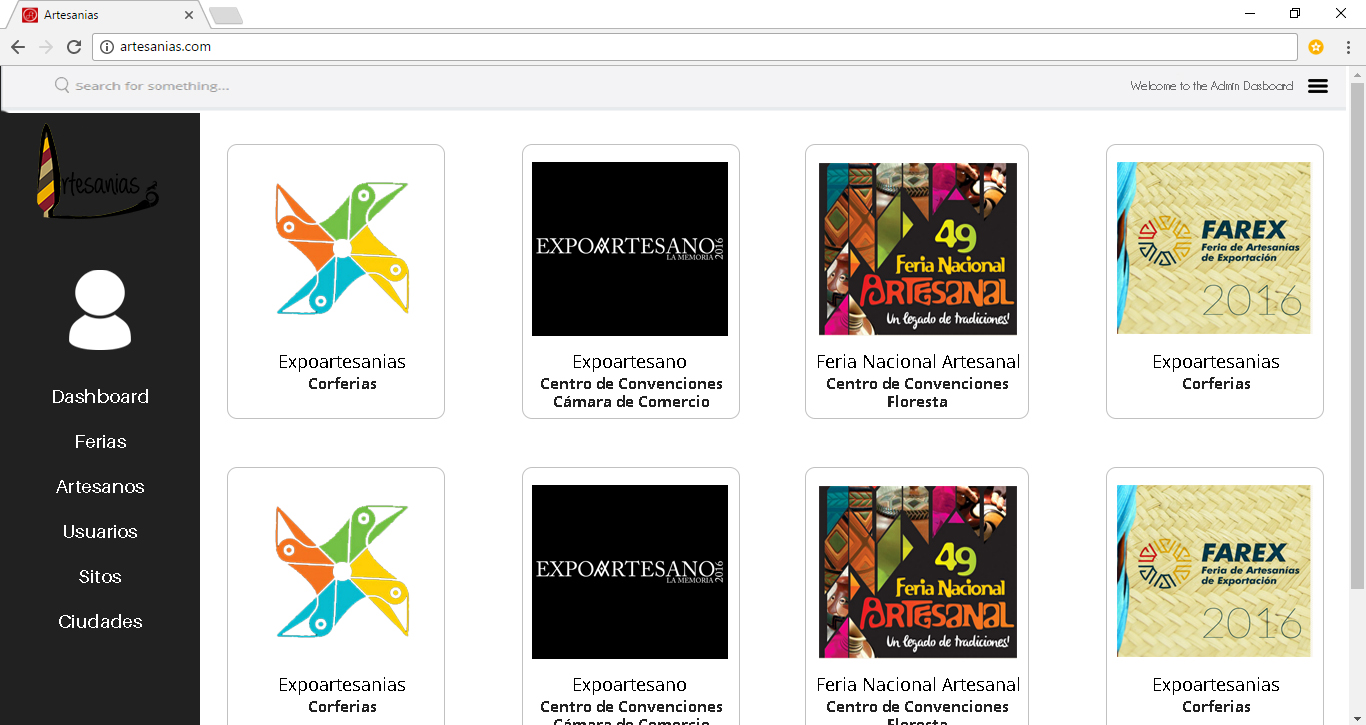 Artesanias
artesanias.com
Search for something...
Welcome to the Admin Dasboard
Artesanias
Dashboard
Ferias
Artesanos
Usuarios
Sitos
Ciudades
EXPOARTESANO
LA MEMORIA 2016
49
Feria Nacional
ARTESANAL
Un legado de tradiciones!
FAREX
Feria de Artesanías
de Exportación
2016
Expoartesanias
Corferias
Expoartesano
Centro de Convenciones
Cámara de Comercio
Feria Nacional Artesanal
Centro de Convenciones
Floresta
Expoartesanias
Corferias
EXPOARTESANO
LA MEMORIA 2016
49
Feria Nacional
ARTESANAL
Un legado de tradiciones!
FAREX
Feria de Artesanías
de Exportación
2016
Expoartesanias
Corferias
Expoartesano
Centro de Convenciones
Cámara de Comercio
Feria Nacional Artesanal
Centro de Convenciones
Floresta
Expoartesanias
Corferias